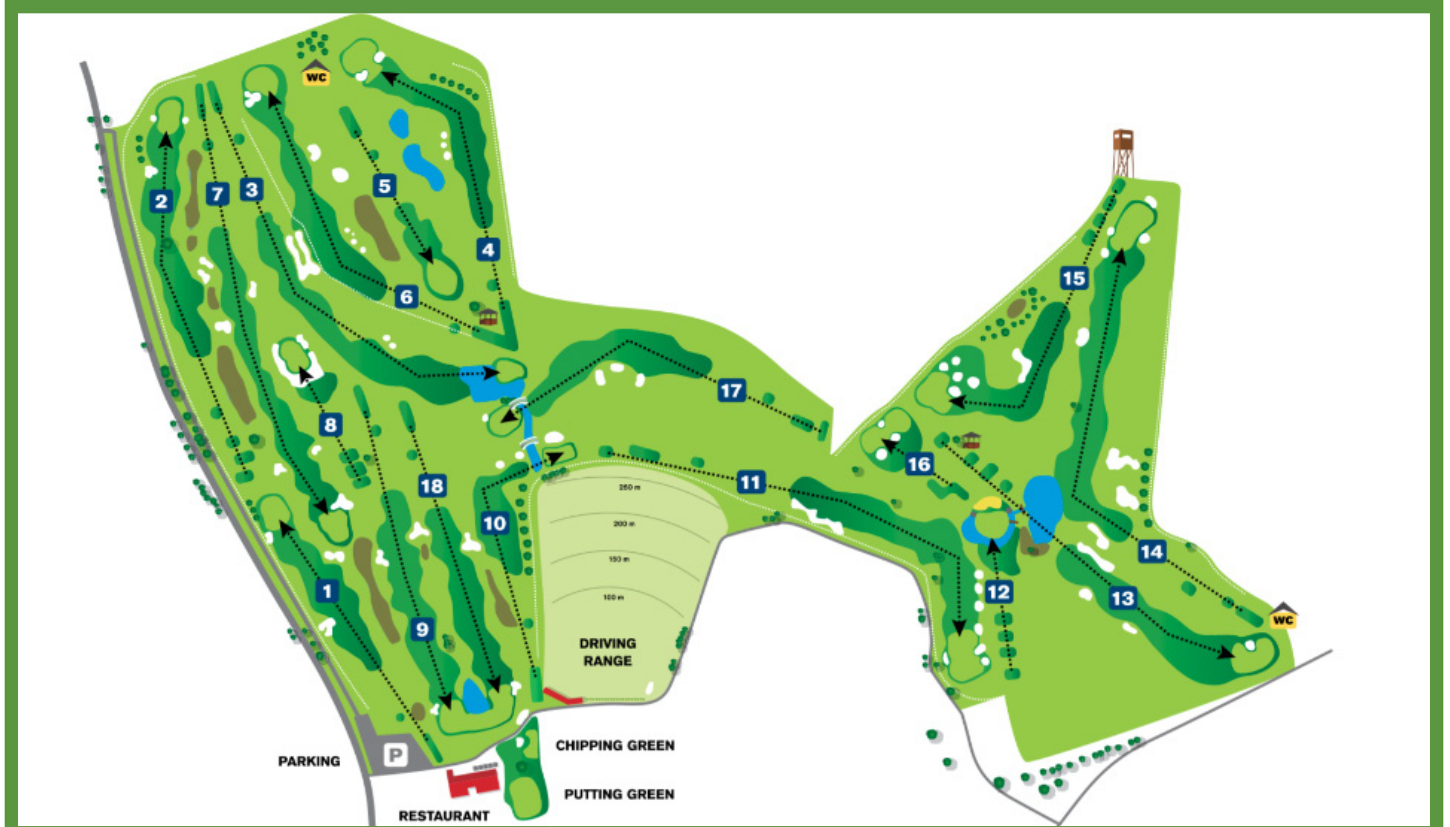 WC
2
7
3
5
4
6
15
17
8
16
11
18
10
250 m
200 m
150 m
100 m
14
12
13
1
9
WC
DRIVING
RANGE
P
PARKING
CHIPPING GREEN
PUTTING GREEN
RESTAURANT